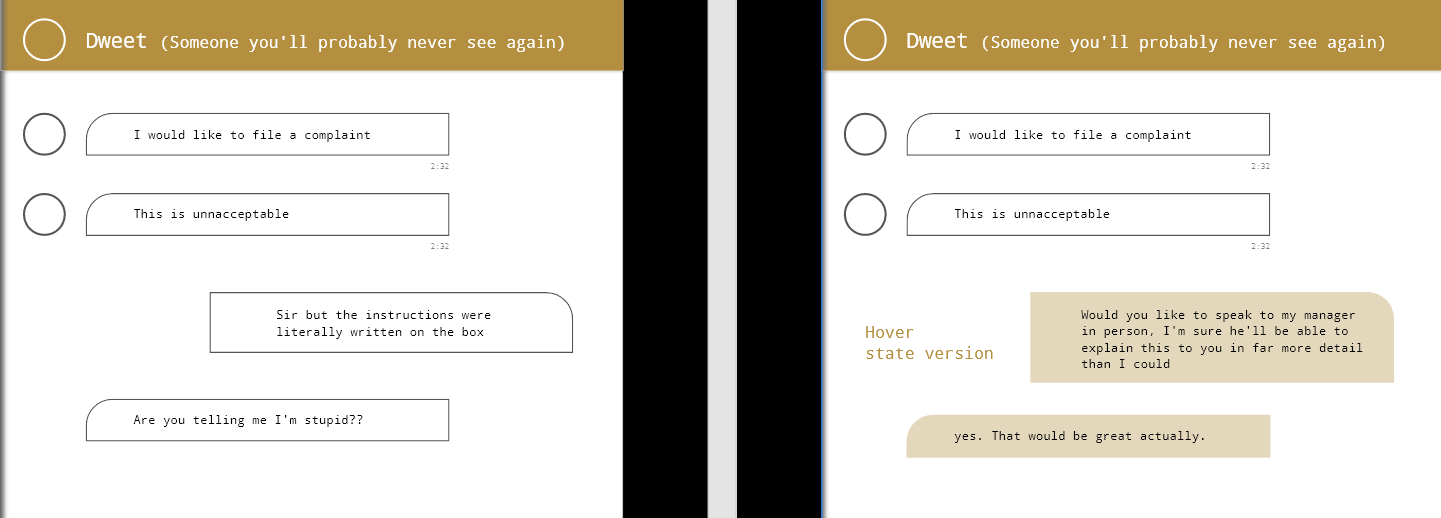 Dweet (Someone you'll probably never see again)
I would like to file a complaint
2:32
This is unnacceptable
2:32
Sir but the instructions were
literally written on the box
Are you telling me I'm stupid??
Dweet (Someone you'll probably never see again)
I would like to file a complaint
2:32
This is unnacceptable
2:32
Hover
state version
Would you like to speak to my manager
in person, I'm sure he'll be able to
explain this to you in far more detail
than I could
yes. That would be great actually.